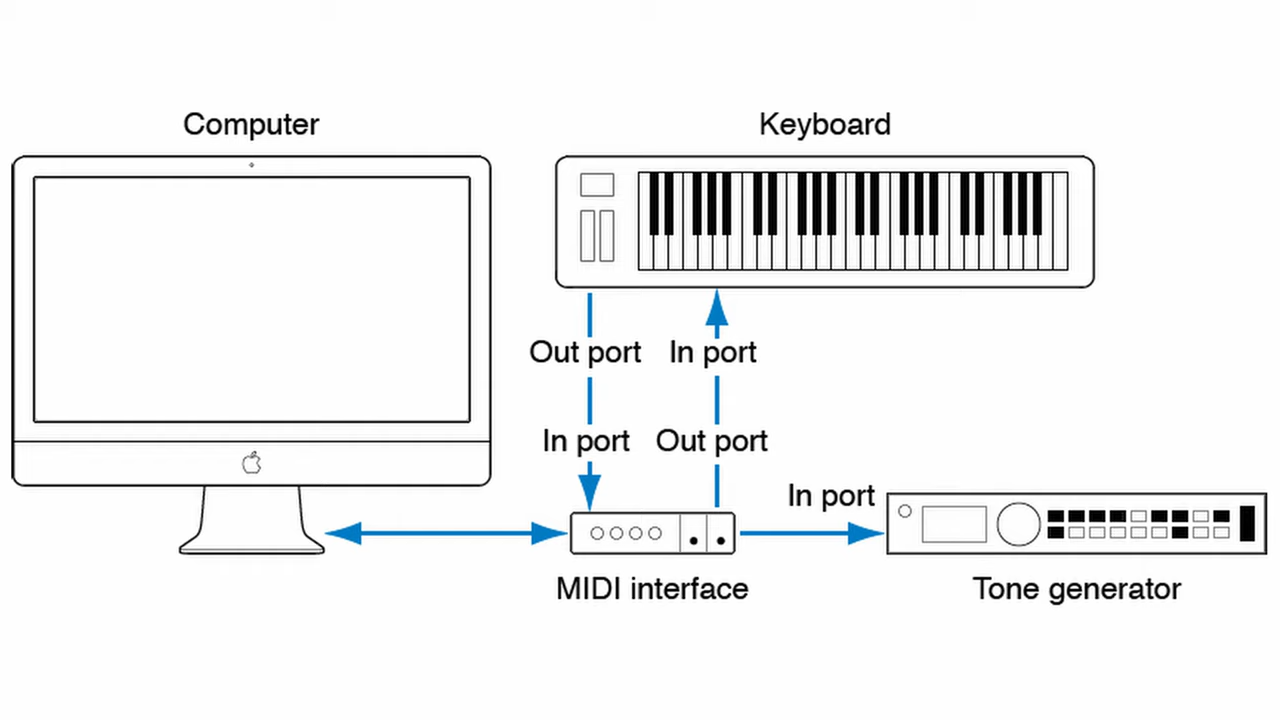 Computer
Keyboard
Out port
In port
In port
Out port
In port
MIDI interface
Tone generator